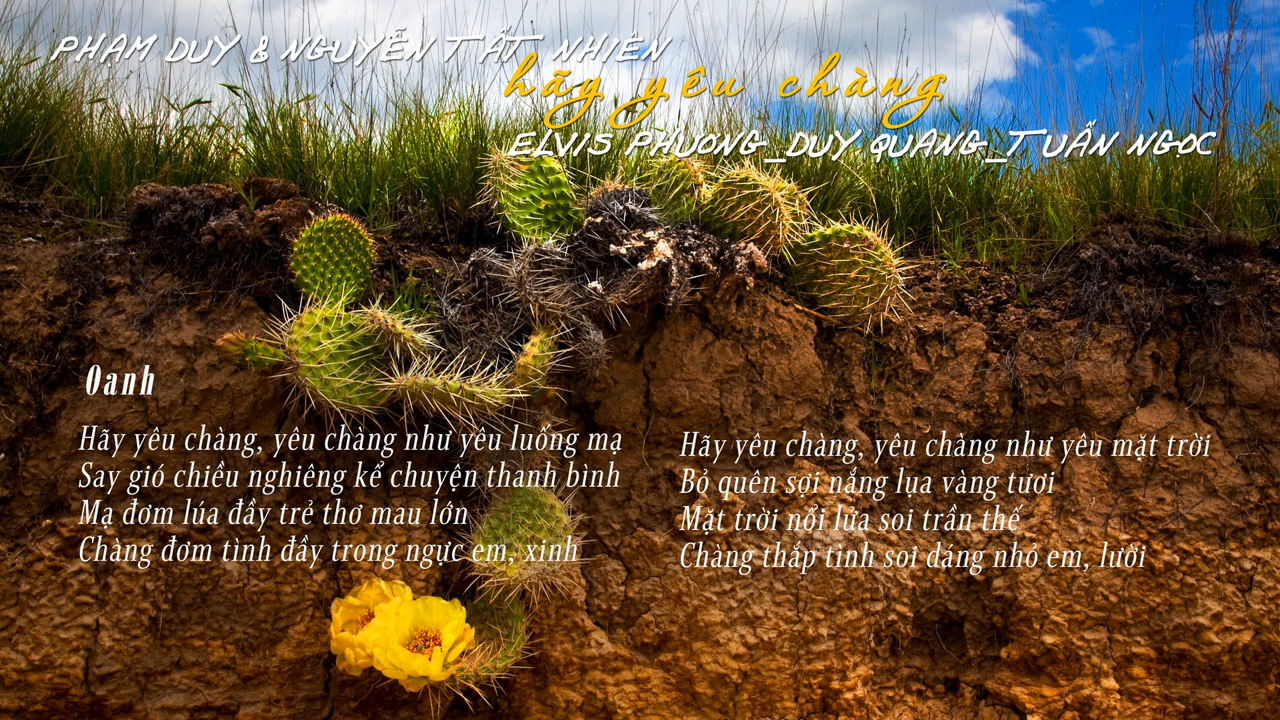 PHAM DUY & NGUYỄN TẤT NHIÊN
hãy yêu chàng
ELVIS PHUONG_DUY QUANG_TUẤN NGỌC
Oanh
Hãy yêu chàng, yêu chàng như yêu luống mạ
Say gió chiều nghiêng kể chuyện thanh bình
Mạ đơm lúa đầy trẻ thơ mau lớn
Chàng đơm tình đầy trong ngực em, xinh
Hãy yêu chàng, yêu chàng như yêu mặt trời
Bỏ quên sợi nắng lụa vàng tươi
Mặt trời nổi lửa soi trần thế
Chàng thắp tình soi dáng nhỏ em, lười